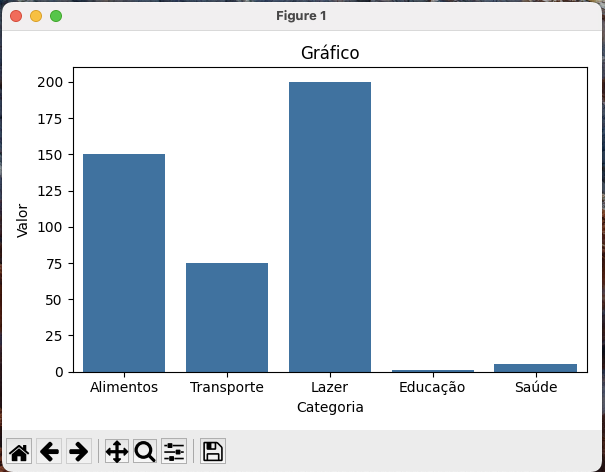 Figure 1
Gráfico
200
175
150
125
100
75
50
25
0
Valor
Alimentos Transporte Lazer Educação Saúde
Categoria